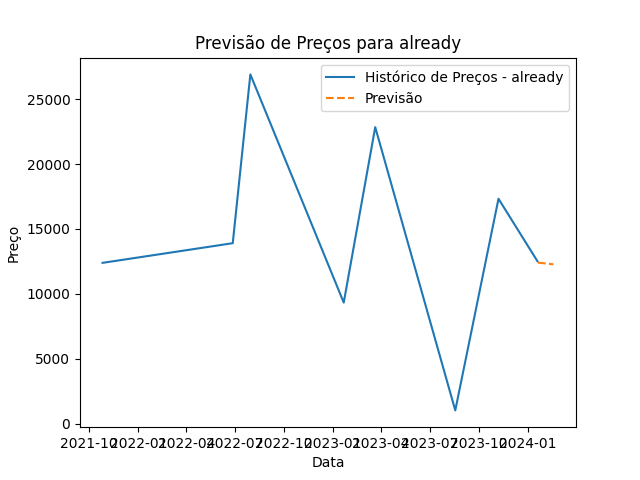 Previsão de Preços para already
Histórico de Preços - already
Previsão
Preço
25000
20000
15000
10000
5000
0
2021-10 2022-01 2022-04 2022-07 2022-10 2023-01 2023-04 2023-07 2023-10 2024-01
Data